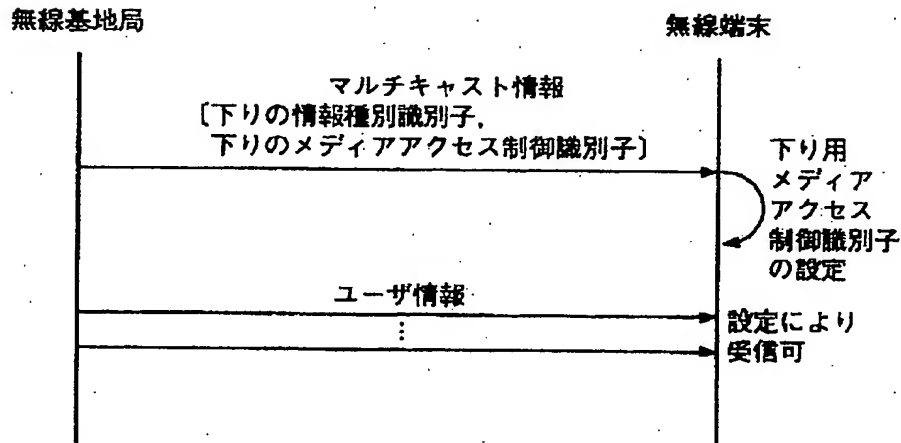 無線基地局
無線端末
マルチキャスト情報
〔下りの情報種別識別子,
下りのメディアアクセス制御識別子〕
下り用
メディア
アクセス
制御識別子
の設定
ユーザ情報
設定により
受信可